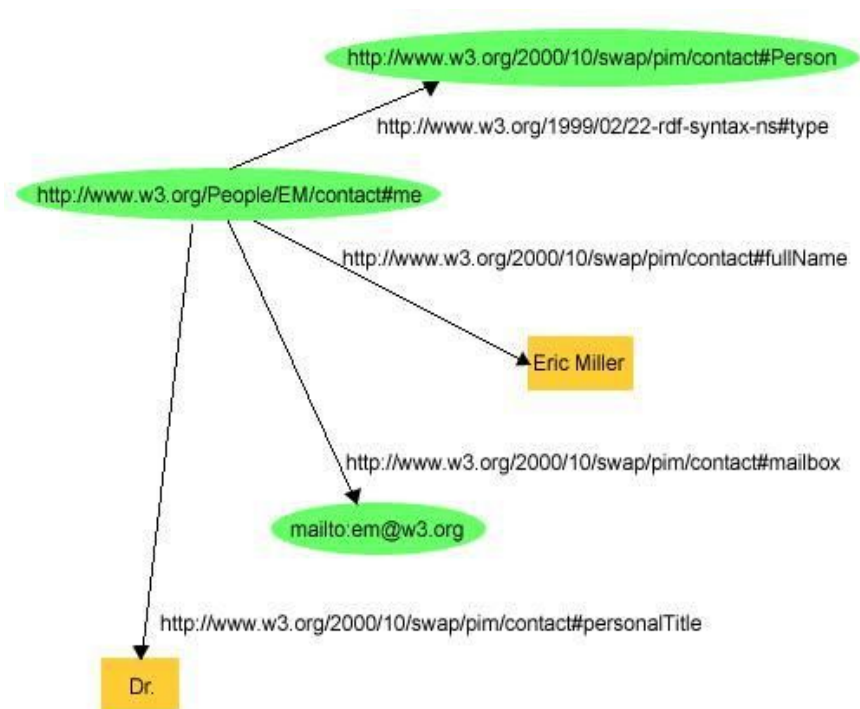 http://www.w3.org/2000/10/swap/pim/contact#Person
http://www.w3.org/1999/02/22-rdf-syntax-ns#type
http://www.w3.org/People/EM/contact#me
http://www.w3.org/2000/10/swap/pim/contact#fullName
Eric Miller
http://www.w3.org/2000/10/swap/pim/contact#mailbox
mailto:em@w3.org
http://www.w3.org/2000/10/swap/pim/contact#personalTitle
Dr.